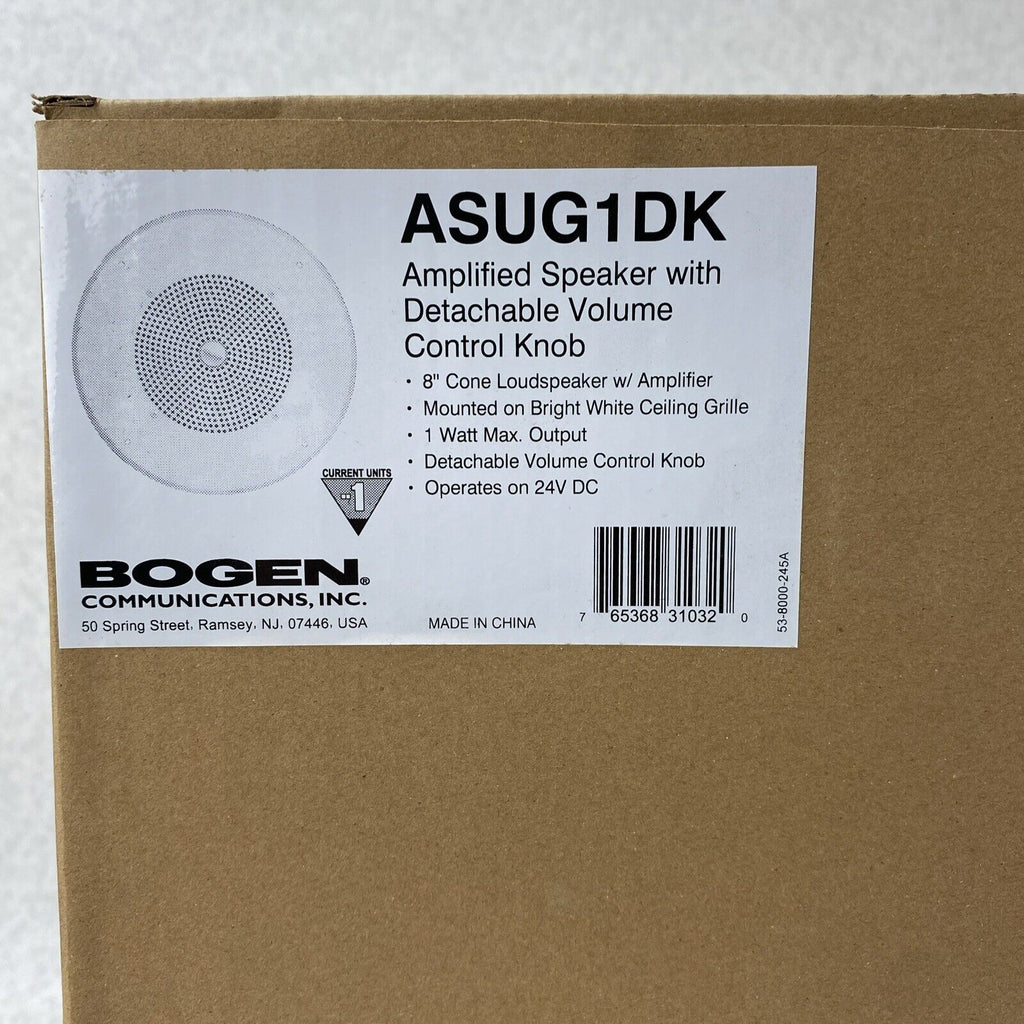 ASUG1DK
Amplified Speaker with
Detachable Volume
Control Knob
· 8" Cone Loudspeaker w/ Amplifier
· Mounted on Bright White Ceiling Grille
· 1 Watt Max. Output
· Detachable Volume Control Knob
· Operates on 24V DC
CURRENT UNITS
-1
BOGEN®
COMMUNICATIONS, INC.
50 Spring Street, Ramsey, NJ, 07446, USA
MADE IN CHINA
7 65368 31032 0
53-8000-245A